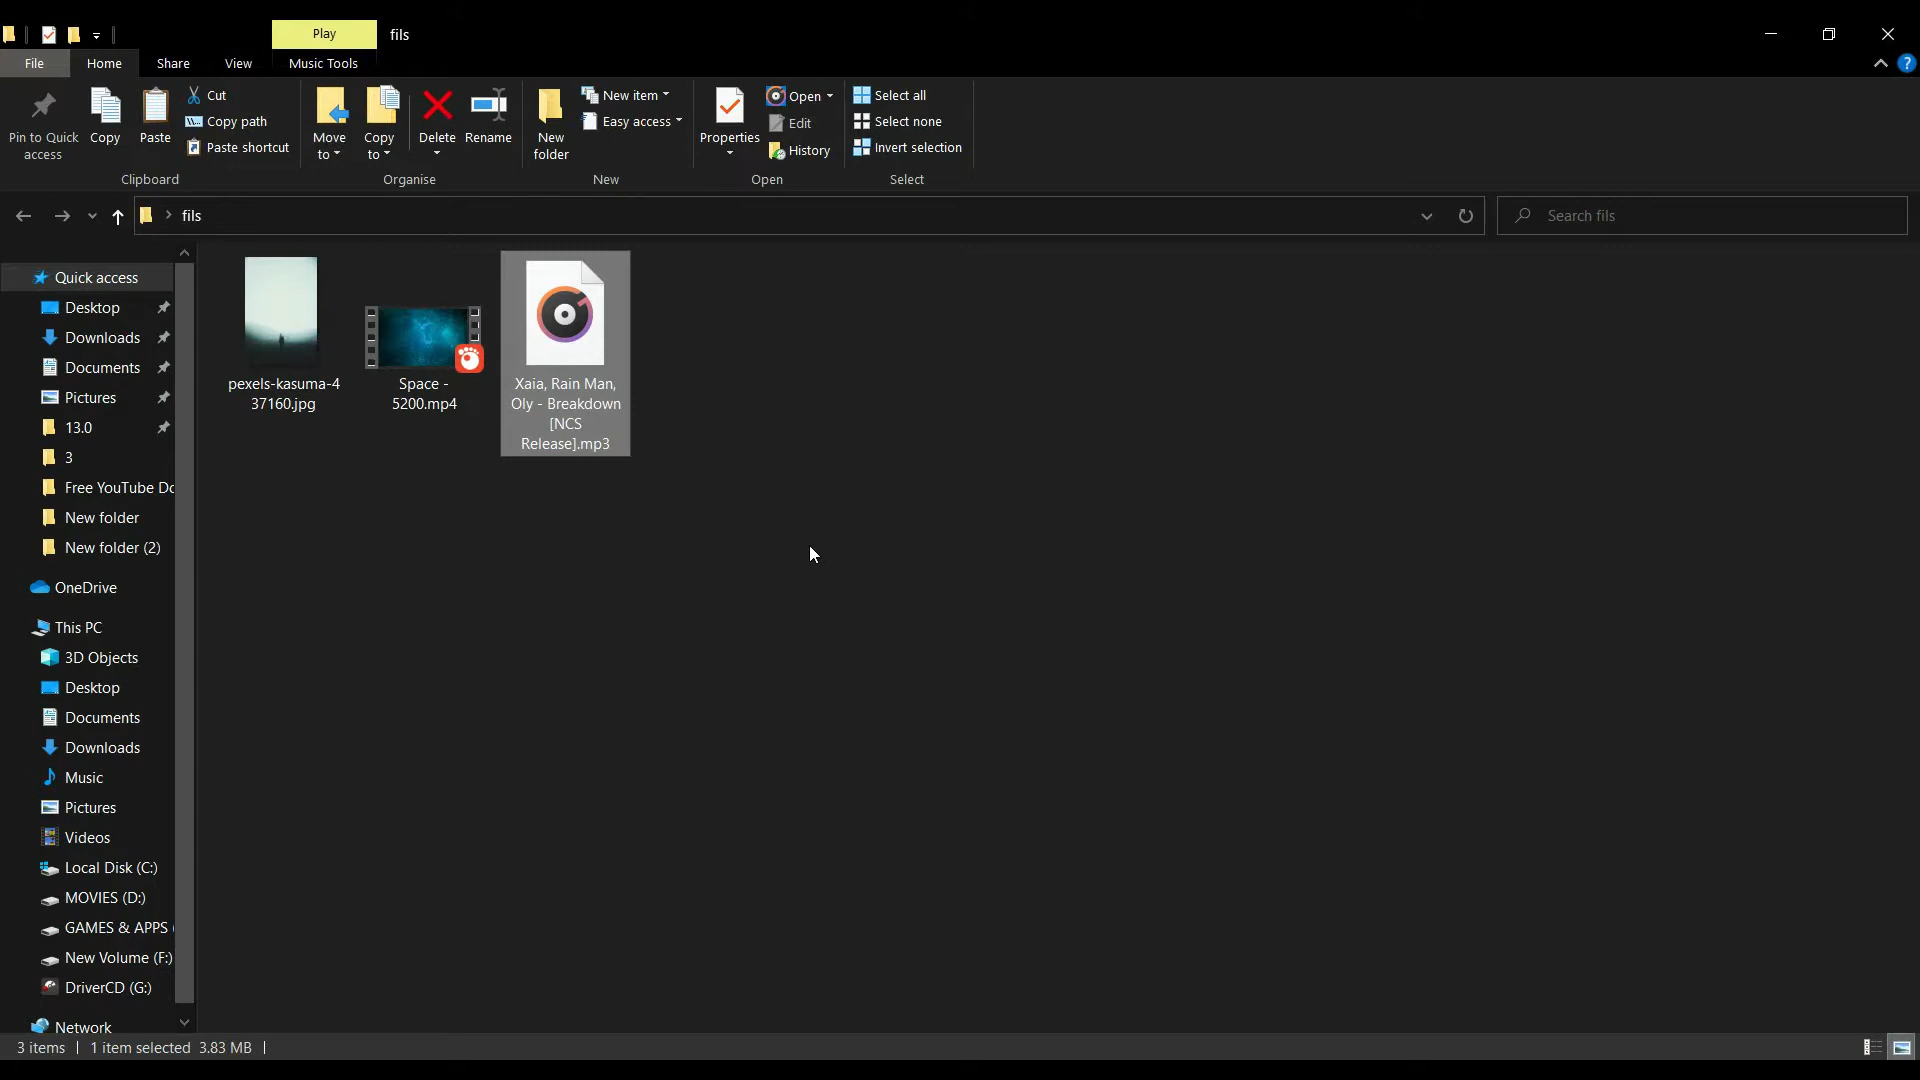 Play
fils
File
Home
Share
View
Music Tools
Pin to Quick
access
Copy
Paste
Cut
Copy path
Paste shortcut
Clipboard
Move
to
Copy
to
Delete
Rename
Organise
New
folder
New item
Easy access
New
Properties
Open
Edit
History
Open
Select all
Select none
Invert selection
Select
fils
Search fils
Quick access
Desktop
Downloads
Documents
Pictures
13.0
3
Free YouTube Do
New folder
New folder (2)
OneDrive
This PC
3D Objects
Desktop
Documents
Downloads
Music
Pictures
Videos
Local Disk (C:)
MOVIES (D:)
GAMES & APPS (
New Volume (F:)
DriverCD (G:)
Network
pexels-kasuma-4
37160.jpg
Space -
5200.mp4
Xaia, Rain Man,
Oly - Breakdown
[NCS
Release].mp3
3 items
1 item selected 3.83 MB